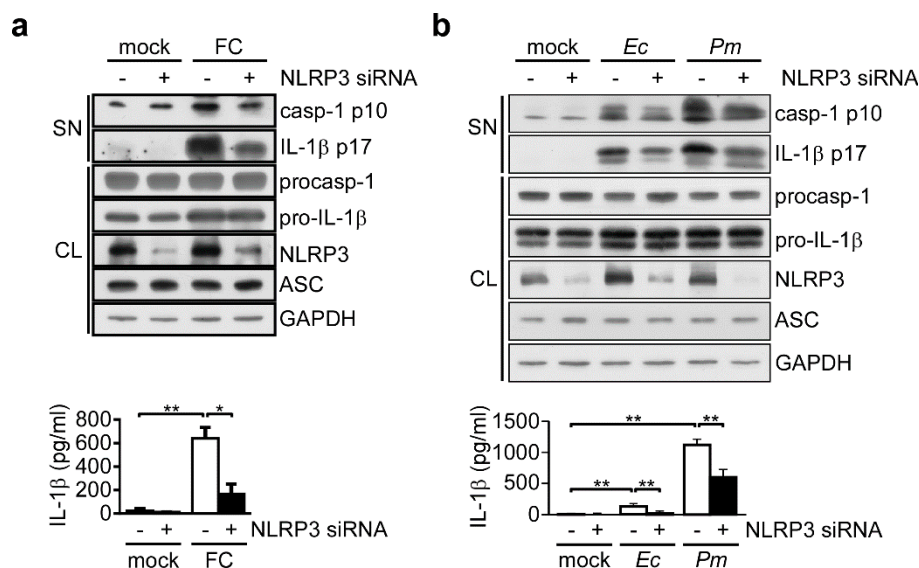 a
mock FC
- + - + NLRP3 siRNA
SN
casp-1 p10
IL-1β p17
CL
procasp-1
pro-IL-1β
NLRP3
ASC
GAPDH
IL-1β (pg/ml)
800
600
400
200
0
** *
- + - + NLRP3 siRNA
mock FC
b
mock Ec Pm
- + - + - + NLRP3 siRNA
SN
casp-1 p10
IL-1β p17
CL
procasp-1
pro-IL-1β
NLRP3
ASC
GAPDH
IL-1β (pg/ml)
1500
1000
500
0
**
** ** **
- + - + - + NLRP3 siRNA
mock Ec Pm